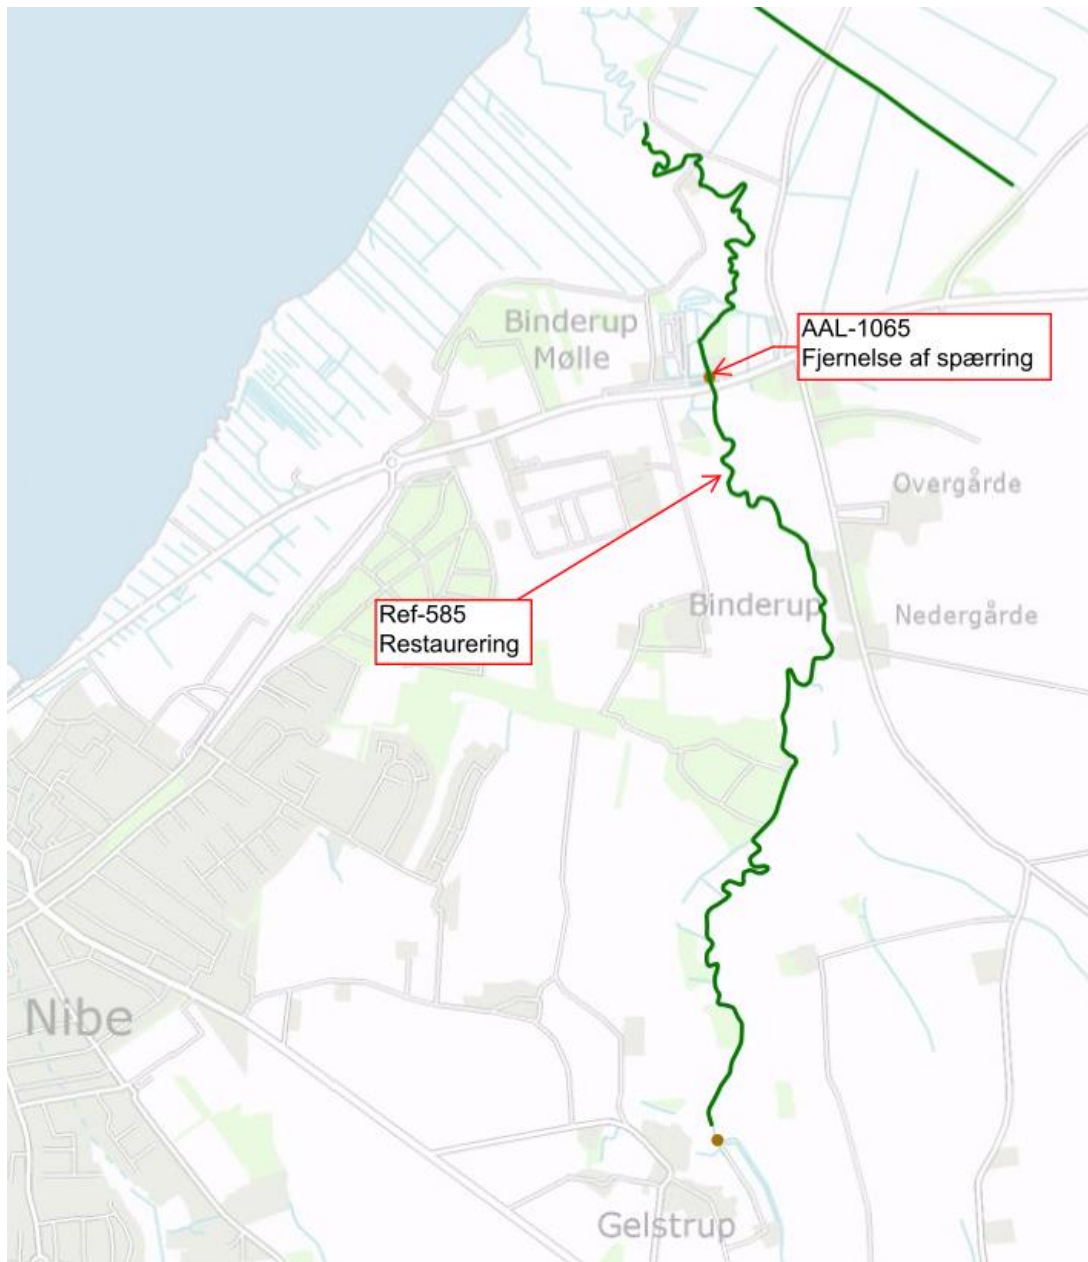 Binderup
Mølle
AAL-1065
Fjernelse af spærring
Overgårde
Ref-585
Restaurering
Binderup
Nedergårde
Nibe
Gelstrup